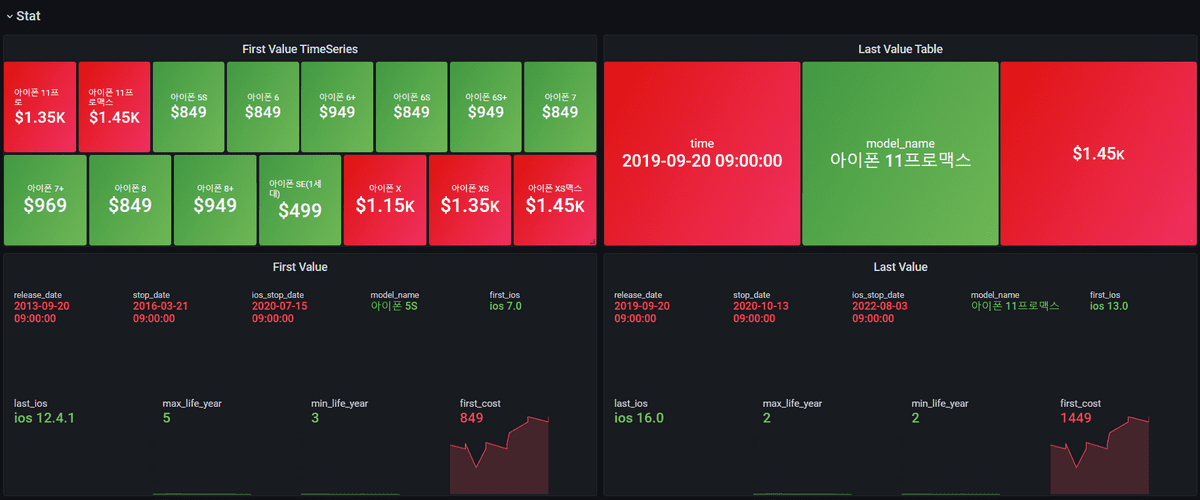 Stat
First Value TimeSeries
아이폰 11프
로
$1.35K
아이폰 11프
로맥스
$1.45K
아이폰 5S
$849
아이폰 6
$849
아이폰 6+
$949
아이폰 6S
$849
아이폰 6S+
$949
아이폰 7
$849
아이폰 7+
$969
아이폰 8
$849
아이폰 8+
$949
아이폰 SE(1세
대)
$499
아이폰 X
$1.15K
아이폰 XS
$1.35K
아이폰 XS맥스
$1.45K
Last Value Table
time
2019-09-20 09:00:00
model_name
아이폰 11프로맥스
$1.45K
First Value
release_date
2013-09-20
09:00:00
stop_date
2016-03-21
09:00:00
ios_stop_date
2020-07-15
09:00:00
model_name
아이폰 5S
first_ios
ios 7.0
last_ios
ios 12.4.1
max_life_year
5
min_life_year
3
first_cost
849
Last Value
release_date
2019-09-20
09:00:00
stop_date
2020-10-13
09:00:00
ios_stop_date
2022-08-03
09:00:00
model_name
아이폰 11프로맥스
first_ios
ios 13.0
last_ios
ios 16.0
max_life_year
2
min_life_year
2
first_cost
1449